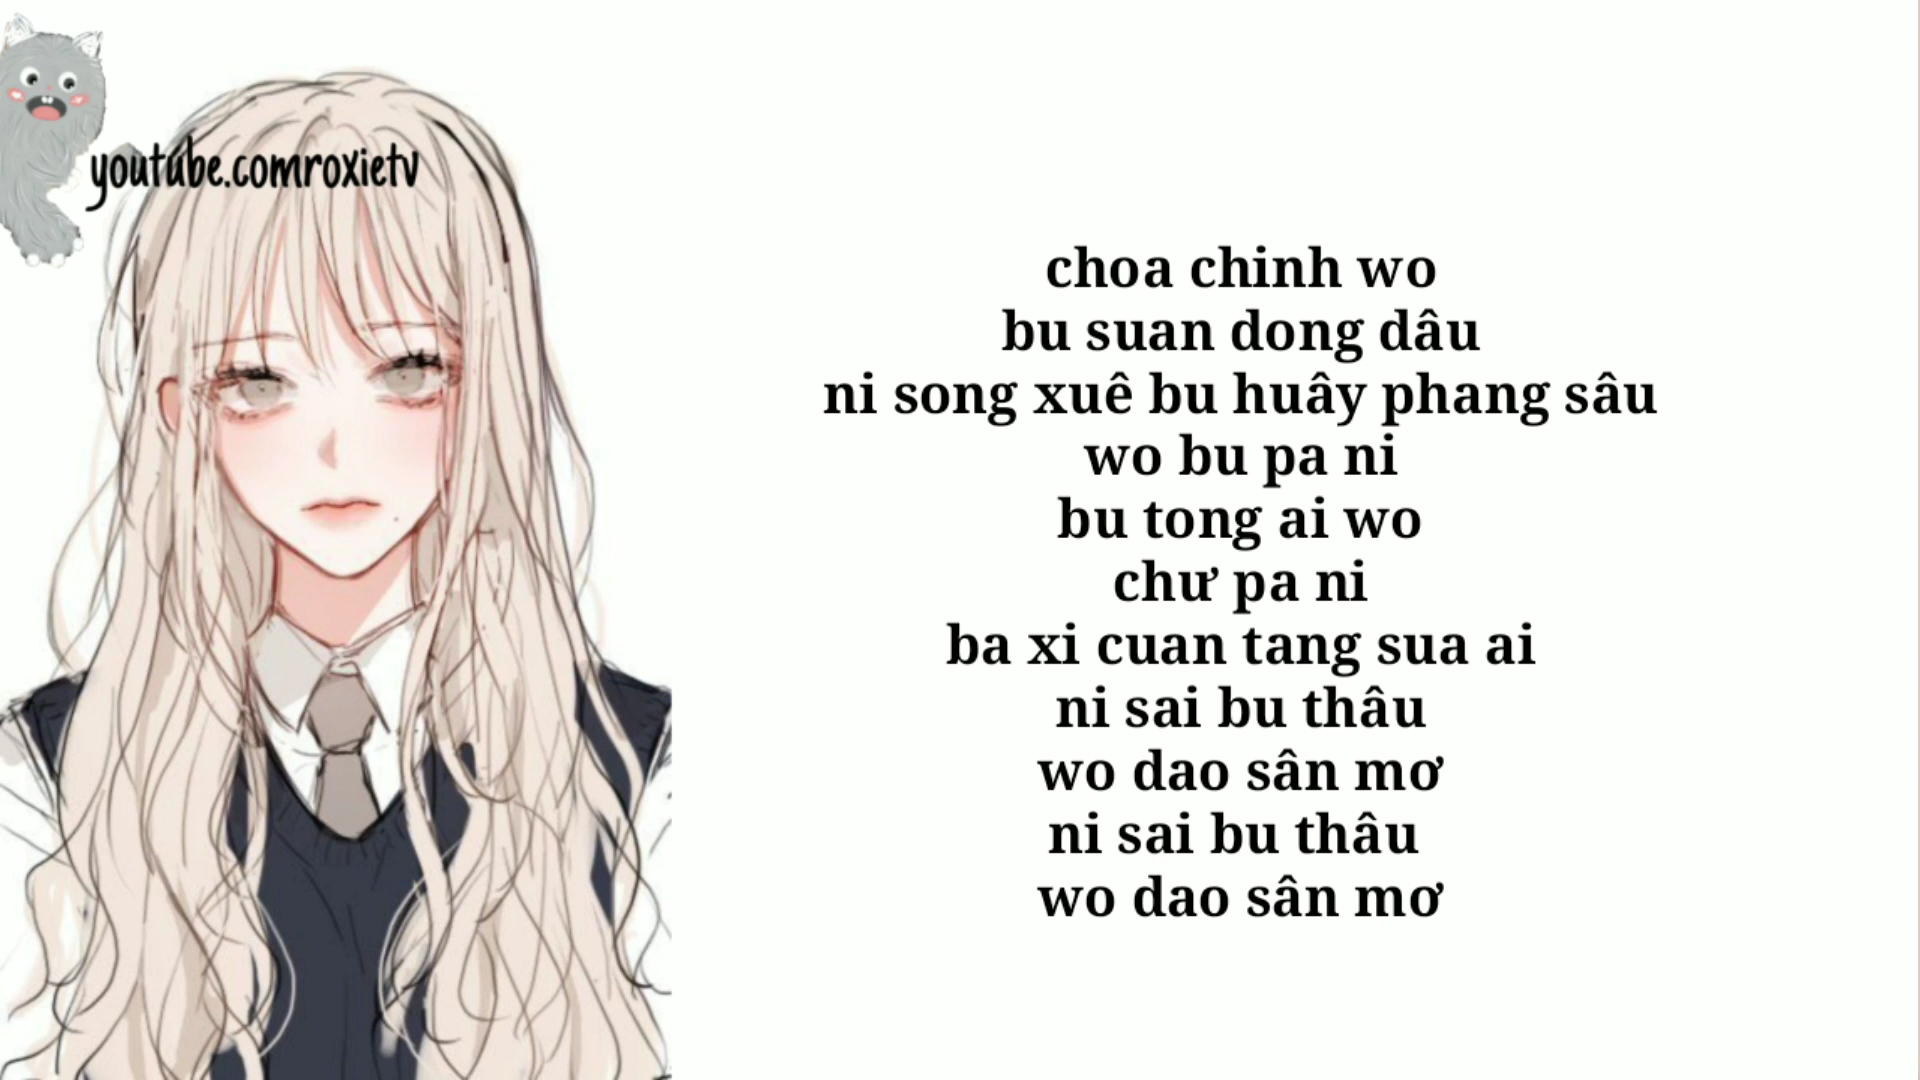 youtube.comroxietv
choa chinh wo
bu suan dong dâu
ni song xuê bu huây phang sâu
wo bu pa ni
bu tong ai wo
chư pa ni
ba xi cuan tang sua ai
ni sai bu thâu
wo dao sân mơ
ni sai bu thâu
wo dao sân mơ